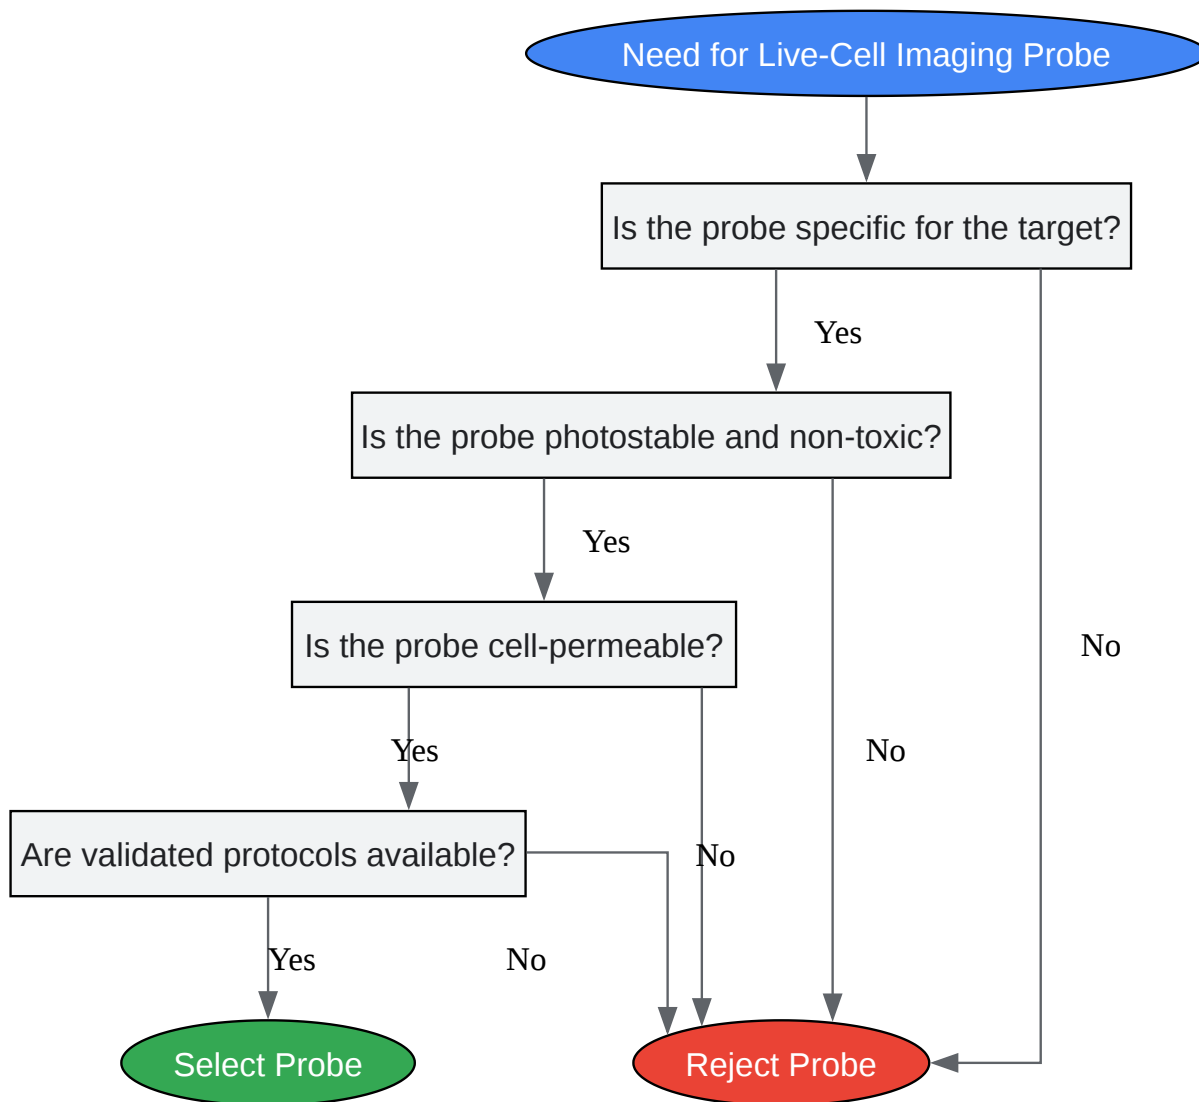 Need for Live-Cell Imaging Probe
Is the probe specific for the target?
Yes
Is the probe photostable and non-toxic?
Yes
Is the probe cell-permeable?
No
Yes
No
Are validated protocols available?
No
Yes
No
Select Probe
Reject Probe